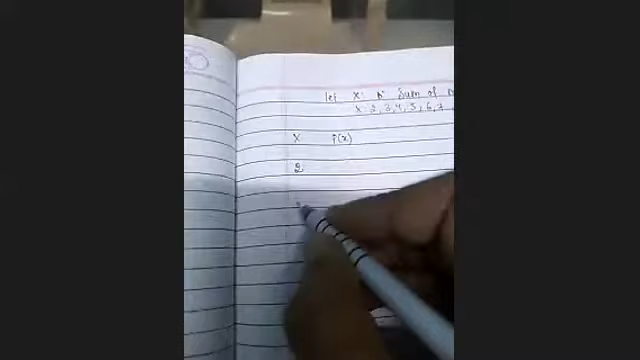 let X: Sum of
X: 2, 3, 4, 5, 6, 7,
X P(x)
2